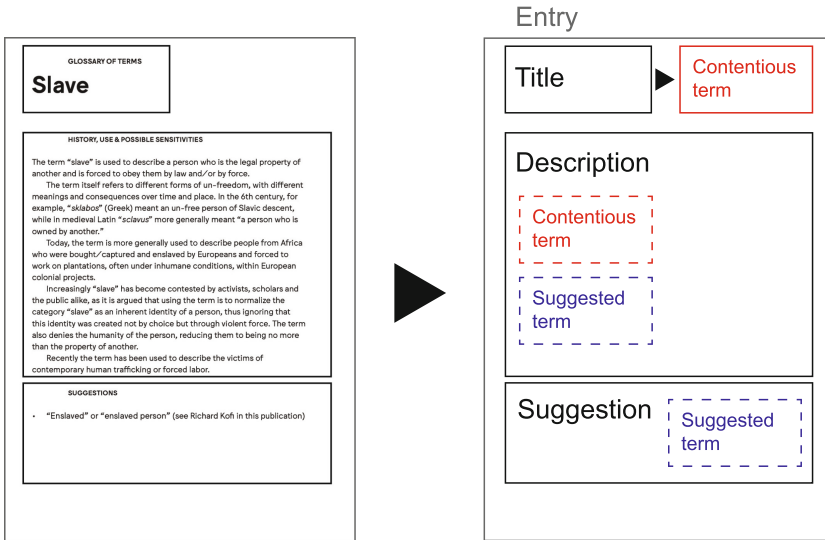 GLOSSARY OF TERMS
Slave
HISTORY, USE & POSSIBLE SENSITIVITIES
The term “slave” is used to describe a person who is the legal property of
another and is forced to obey them by law and/or by force.
The term itself refers to different forms of un-freedom, with different
meanings and consequences over time and place. In the 6th century, for
example, “sklabos” (Greek) meant an un-free person of Slavic descent,
while in medieval Latin “sclavus” more generally meant “a person who is
owned by another.”
Today, the term is more generally used to describe people from Africa
who were bought/captured and enslaved by Europeans and forced to
work on plantations, often under inhumane conditions, within European
colonial projects.
Increasingly “slave” has become contested by activists, scholars and
the public alike, as it is argued that using the term is to normalize the
category “slave” as an inherent identity of a person, thus ignoring that
this identity was created not by choice but through violent force. The term
also denies the humanity of the person, reducing them to being no more
than the property of another.
Recently the term has been used to describe the victims of
contemporary human trafficking or forced labor.
SUGGESTIONS
• “Enslaved” or “enslaved person” (see Richard Kofi in this publication)
Entry
Title
Contentious
term
Description
Contentious
term
Suggested
term
Suggestion
Suggested
term